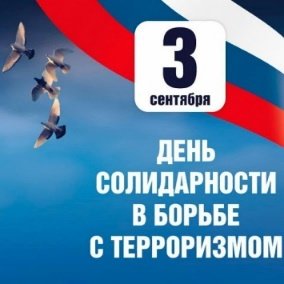 3
сентября
ДЕНЬ
СОЛИДАРНОСТИ
В БОРЬБЕ
С ТЕРРОРИЗМОМ